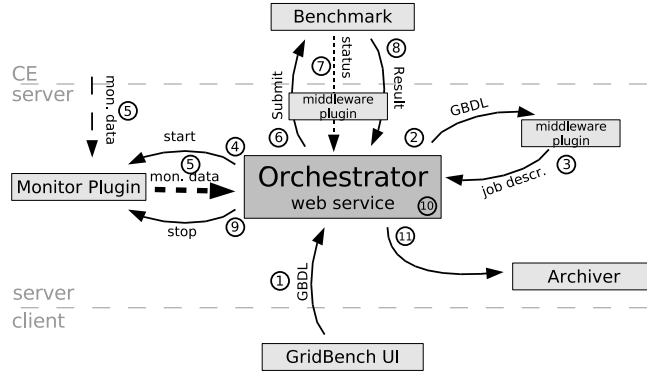 Benchmark
status
7
8
CE
server
mon. data
5
Submit
middleware
plugin
Result
GBDL
middleware
plugin
start
4
6
2
5
mon. data
job descr.
3
Monitor Plugin
Orchestrator
web service
10
stop
9
11
1
GBDL
Archiver
server
client
GridBench UI